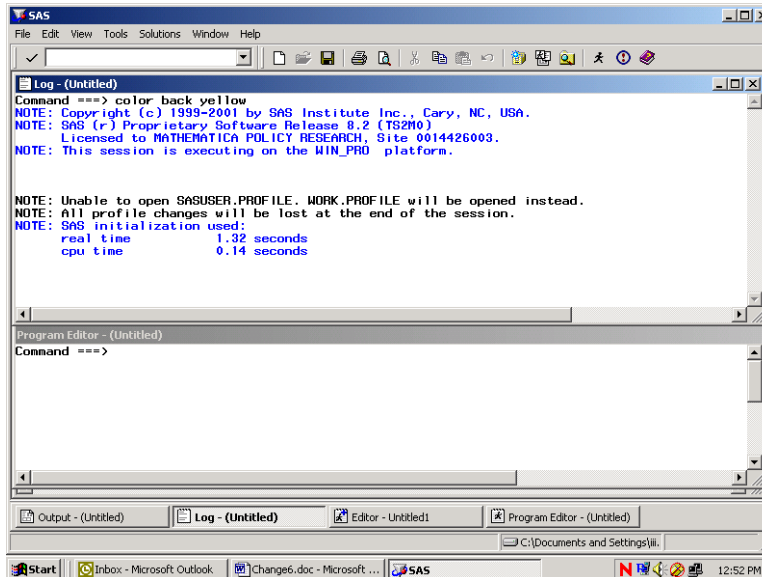 SAS
File Edit View Tools Solutions Window Help
Log - (Untitled)
Command ===> color back yellow
NOTE: Copyright (c) 1999-2001 by SAS Institute Inc., Cary, NC, USA.
NOTE: SAS (r) Proprietary Software Release 8.2 (TS2M0)
Licensed to MATHEMATICA POLICY RESEARCH, Site 0014426003.
NOTE: This session is executing on the WIN_PRO platform.
NOTE: Unable to open SASUSER.PROFILE. WORK.PROFILE will be opened instead.
NOTE: All profile changes will be lost at the end of the session.
NOTE: SAS initialization used:
real time 1.32 seconds
cpu time 0.14 seconds
Program Editor - (Untitled)
Command ===>
Output - (Untitled) Log - (Untitled) Editor - Untitled1 Program Editor - (Untitled)
C:\Documents and Settings\
Start Inbox - Microsoft Outlook Change6.doc - Microsoft ... SAS N 12:52 PM